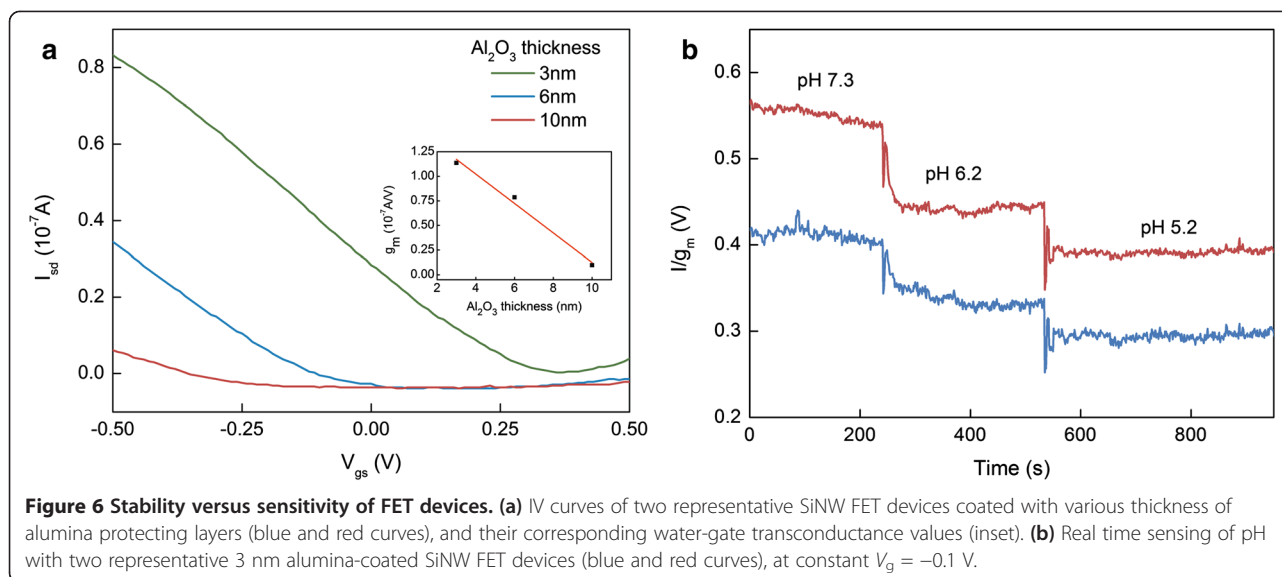 a
Al₂O₃ thickness
3nm
6nm
10nm
0.8
0.6
0.4
0.2
0.0
I_sd (10⁻⁷A)
-0.50
-0.25
0.00
0.25
0.50
V_gs (V)
1.25
1.00
0.75
0.50
0.25
0.00
g_m (10⁻⁷A/V)
2
4
6
8
10
Al₂O₃ thickness (nm)
b
0.6
0.5
0.4
0.3
0.2
I/g_m (V)
pH 7.3
pH 6.2
pH 5.2
0
200
400
600
800
Time (s)
Figure 6 Stability versus sensitivity of FET devices. (a) IV curves of two representative SiNW FET devices coated with various thickness of
alumina protecting layers (blue and red curves), and their corresponding water-gate transconductance values (inset). (b) Real time sensing of pH
with two representative 3 nm alumina-coated SiNW FET devices (blue and red curves), at constant V_g = −0.1 V.